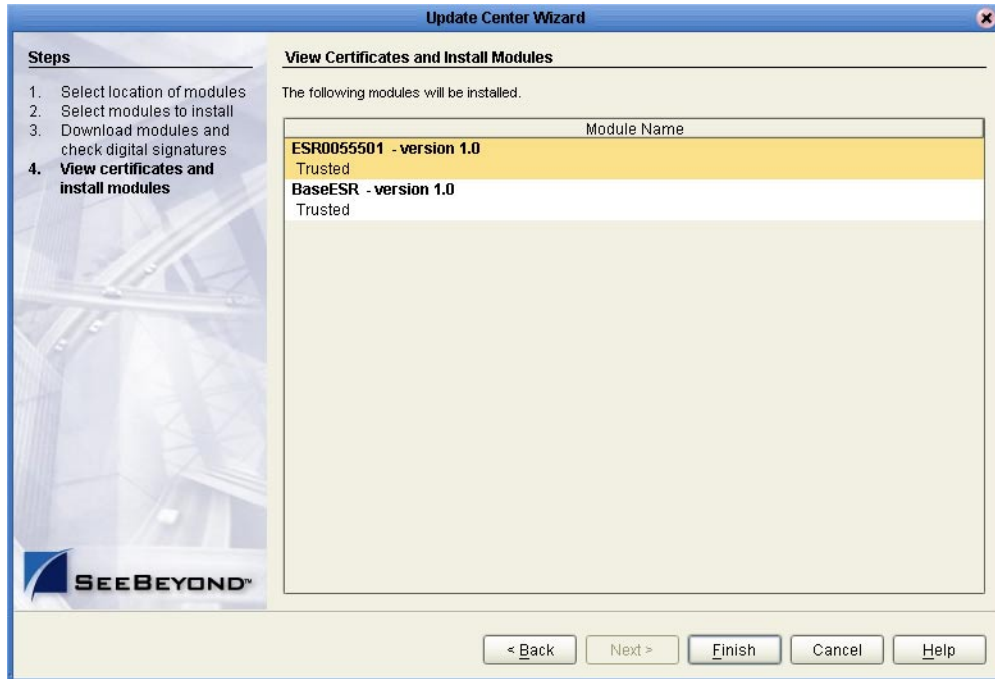 Update Center Wizard
Steps
1. Select location of modules
2. Select modules to install
3. Download modules and
check digital signatures
4. View certificates and
install modules
SEEBEYOND™
View Certificates and Install Modules
The following modules will be installed.
Module Name
ESR0055501 - version 1.0
Trusted
BaseESR - version 1.0
Trusted
< Back
Next >
Finish
Cancel
Help